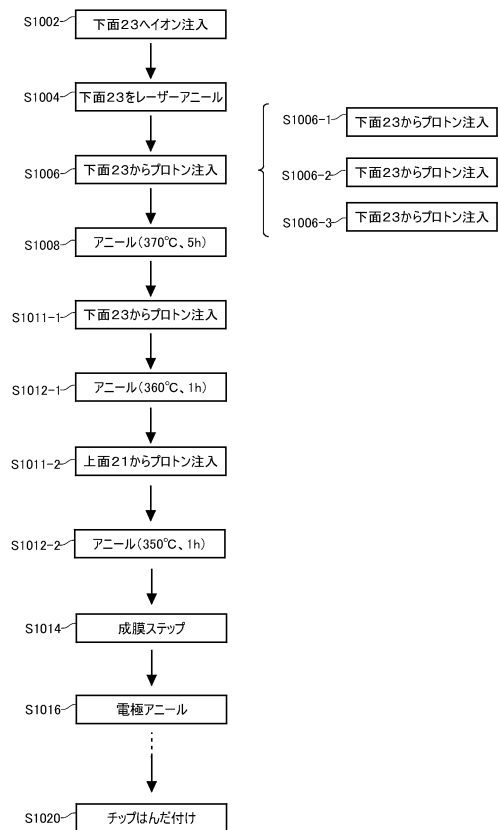 S1002 下面23へイオン注入
S1004 下面23をレーザーアニール
S1006 下面23からプロトン注入
S1006-1 下面23からプロトン注入
S1006-2 下面23からプロトン注入
S1006-3 下面23からプロトン注入
S1008 アニール(370℃、5h)
S1011-1 下面23からプロトン注入
S1012-1 アニール(360℃、1h)
S1011-2 上面21からプロトン注入
S1012-2 アニール(350℃、1h)
S1014 成膜ステップ
S1016 電極アニール
S1020 チップはんだ付け